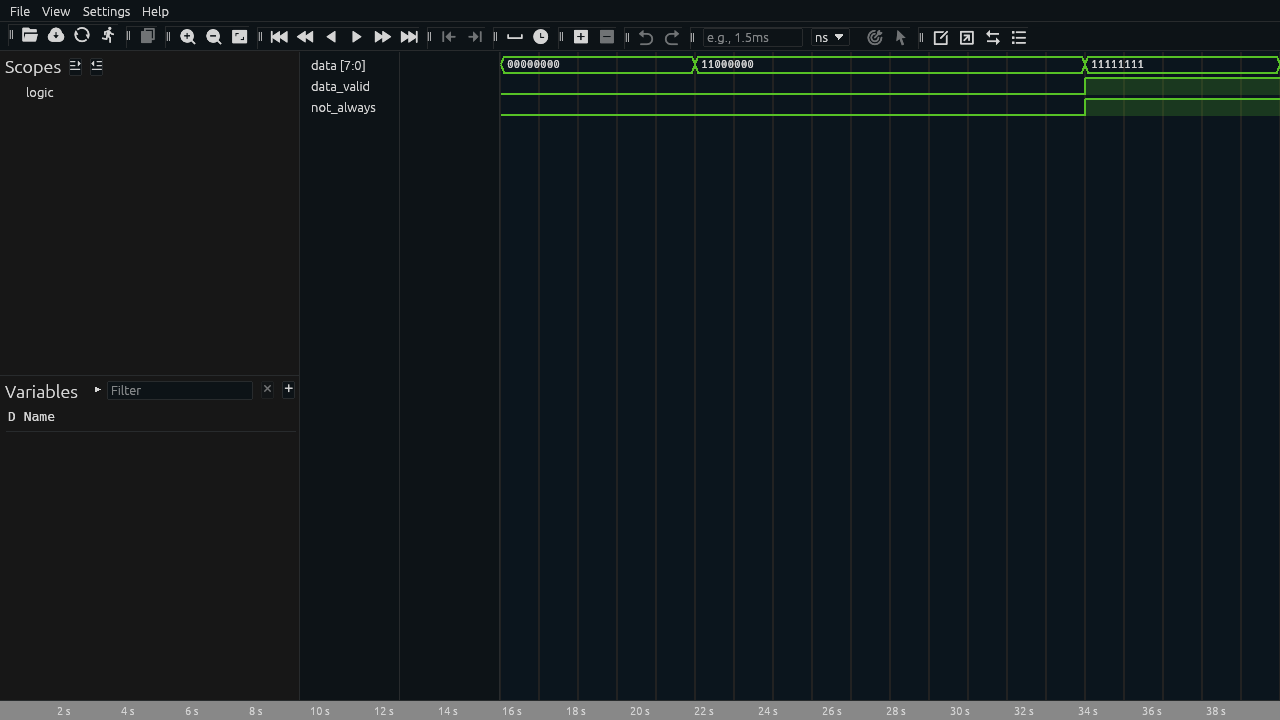 File View Settings Help
e.g., 1.5ms ns
Scopes
logic
data [7:0]
data_valid
not_always
00000000 11000000 11111111
Variables Filter
D Name
2 s 4 s 6 s 8 s 10 s 12 s 14 s 16 s 18 s 20 s 22 s 24 s 26 s 28 s 30 s 32 s 34 s 36 s 38 s